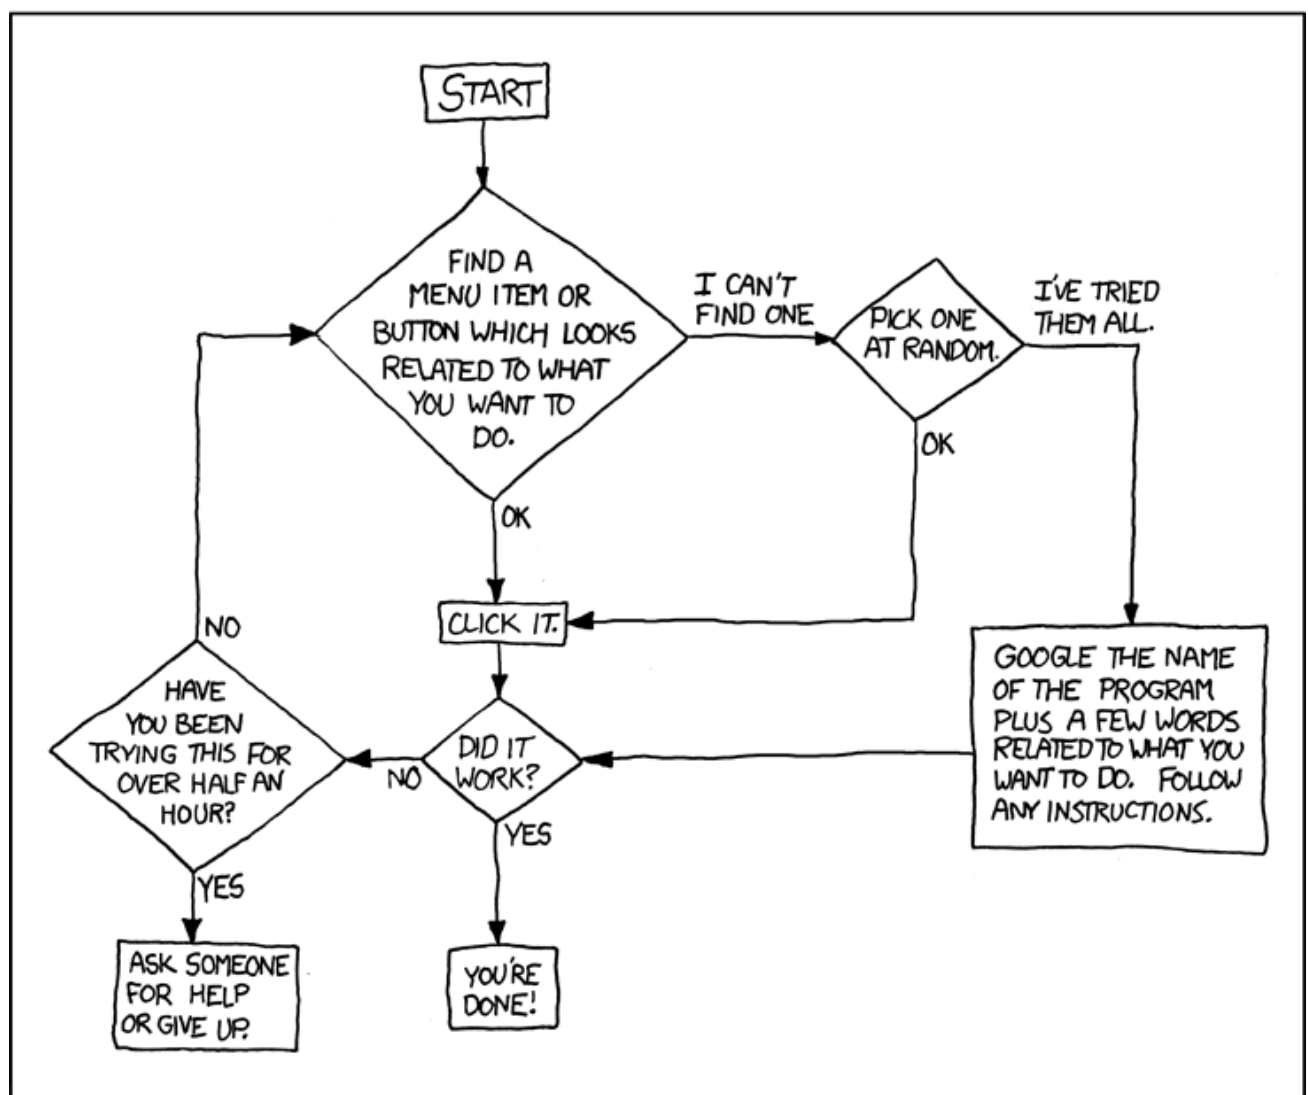 START
FIND A
MENU ITEM OR
BUTTON WHICH LOOKS
RELATED TO WHAT
YOU WANT TO
DO.
I CAN'T
FIND ONE
PICK ONE
AT RANDOM.
I'VE TRIED
THEM ALL.
OK
OK
CLICK IT.
NO
HAVE
YOU BEEN
TRYING THIS FOR
OVER HALF AN
HOUR?
NO
DID IT
WORK?
GOOGLE THE NAME
OF THE PROGRAM
PLUS A FEW WORDS
RELATED TO WHAT YOU
WANT TO DO. FOLLOW
ANY INSTRUCTIONS.
YES
YES
ASK SOMEONE
FOR HELP
OR GIVE UP.
YOU'RE
DONE!